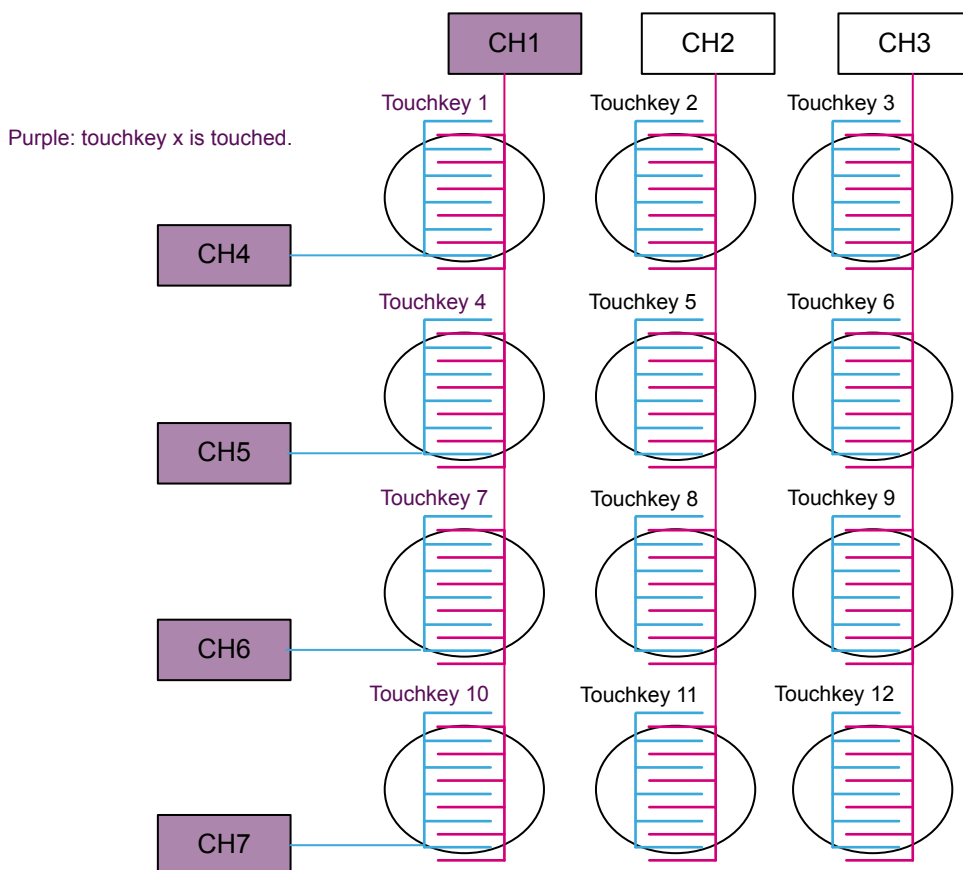 CH1
CH2
CH3
Touchkey 1
Touchkey 2
Touchkey 3
Purple: touchkey x is touched.
CH4
Touchkey 4
Touchkey 5
Touchkey 6
CH5
Touchkey 7
Touchkey 8
Touchkey 9
CH6
Touchkey 10
Touchkey 11
Touchkey 12
CH7